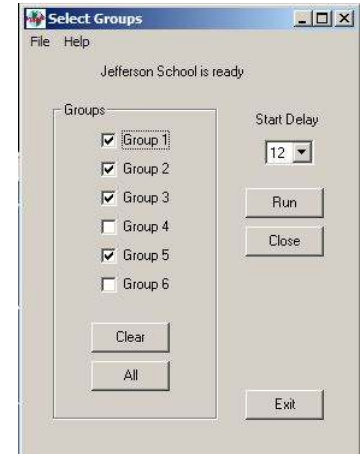 Select Groups
File Help
Jefferson School is ready
Groups
Group 1
Group 2
Group 3
Group 4
Group 5
Group 6
Clear
All
Start Delay
12
Run
Close
Exit